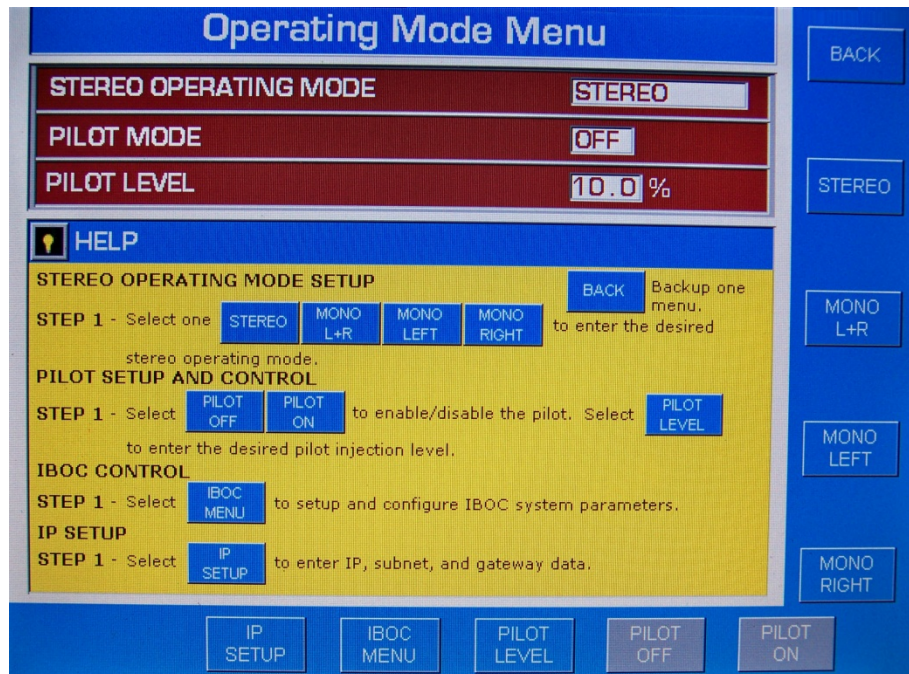 Operating Mode Menu
BACK
STEREO OPERATING MODE STEREO
PILOT MODE OFF
PILOT LEVEL 10.0 %
STEREO
HELP
STEREO OPERATING MODE SETUP
BACK Backup one
menu.
STEP 1 - Select one STEREO MONO L+R MONO LEFT MONO RIGHT to enter the desired
stereo operating mode.
MONO
L+R
PILOT SETUP AND CONTROL
STEP 1 - Select PILOT OFF PILOT ON to enable/disable the pilot. Select PILOT LEVEL
to enter the desired pilot injection level.
MONO
LEFT
IBOC CONTROL
STEP 1 - Select IBOC MENU to setup and configure IBOC system parameters.
IP SETUP
STEP 1 - Select IP SETUP to enter IP, subnet, and gateway data.
MONO
RIGHT
IP
SETUP
IBOC
MENU
PILOT
LEVEL
PILOT
OFF
PILOT
ON